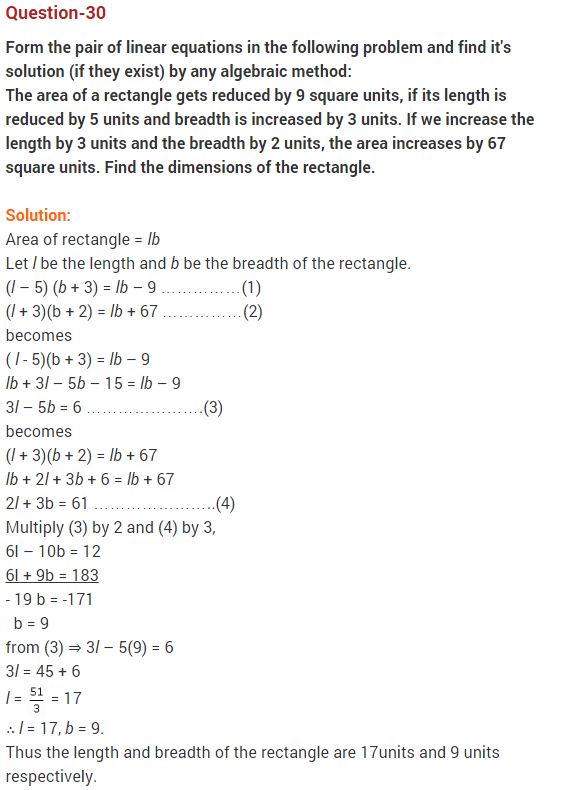 Question-30
Form the pair of linear equations in the following problem and find it's
solution (if they exist) by any algebraic method:
The area of a rectangle gets reduced by 9 square units, if its length is
reduced by 5 units and breadth is increased by 3 units. If we increase the
length by 3 units and the breadth by 2 units, the area increases by 67
square units. Find the dimensions of the rectangle.
Solution:
Area of rectangle = lb
Let l be the length and b be the breadth of the rectangle.
(l – 5) (b + 3) = lb – 9 ……………(1)
(l + 3)(b + 2) = lb + 67 ……………(2)
becomes
( l - 5)(b + 3) = lb – 9
lb + 3l – 5b – 15 = lb – 9
3l – 5b = 6 ………………….(3)
becomes
(l + 3)(b + 2) = lb + 67
lb + 2l + 3b + 6 = lb + 67
2l + 3b = 61 …………………..(4)
Multiply (3) by 2 and (4) by 3,
6l – 10b = 12
6l + 9b = 183
- 19 b = -171
b = 9
from (3) ⇒ 3l – 5(9) = 6
3l = 45 + 6
l = 51/3 = 17
∴ l = 17, b = 9.
Thus the length and breadth of the rectangle are 17units and 9 units
respectively.